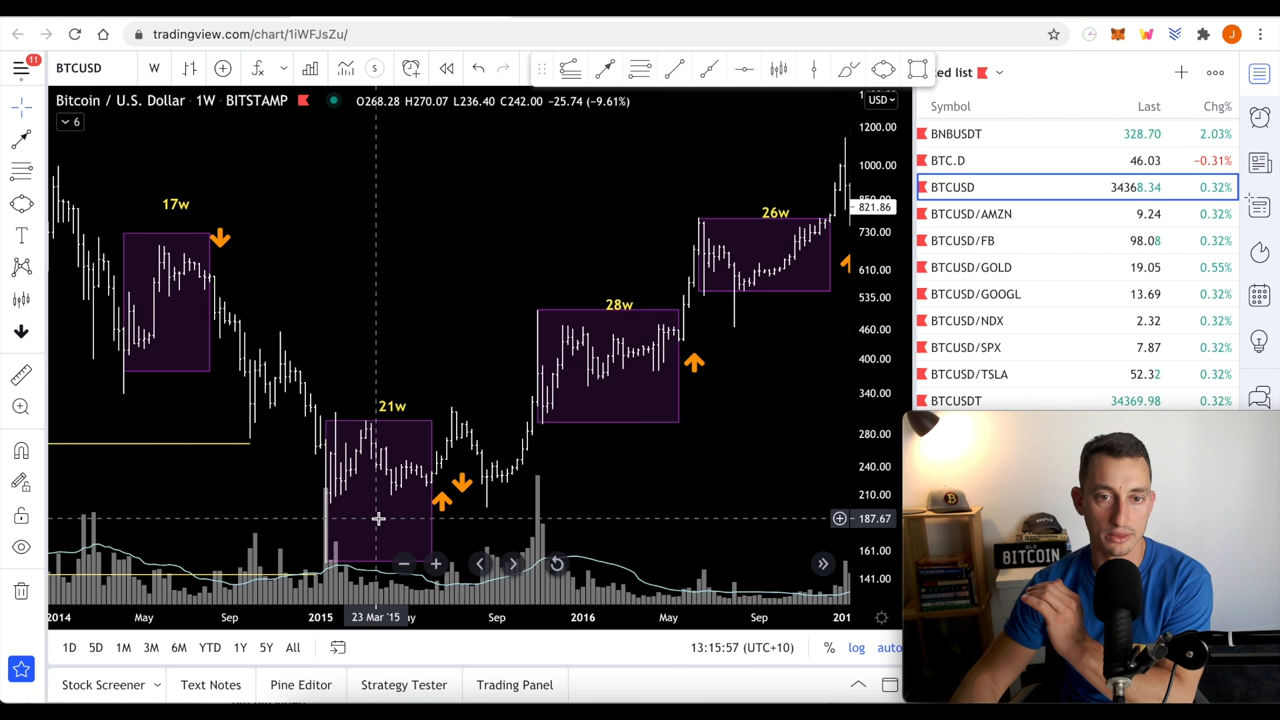 tradingview.com/chart/1iWFJsZu/
J
11
BTCUSD
W
S
ed list
Bitcoin / U.S. Dollar · 1W · BITSTAMP
O268.28 H270.07 L236.40 C242.00 −25.74 (−9.61%)
USD
6
Symbol Last Chg%
BNBUSDT 328.70 2.03%
BTC.D 46.03 −0.31%
BTCUSD 34368.34 0.32%
BTCUSD/AMZN 9.24 0.32%
BTCUSD/FB 98.08 0.32%
BTCUSD/GOLD 19.05 0.55%
BTCUSD/GOOGL 13.69 0.32%
BTCUSD/NDX 2.32 0.32%
BTCUSD/SPX 7.87 0.32%
BTCUSD/TSLA 52.32 0.32%
BTCUSDT 34369.98 0.32%
17w
21w
28w
26w
1200.00
1000.00
821.86
730.00
610.00
535.00
460.00
400.00
340.00
280.00
240.00
210.00
187.67
161.00
141.00
2014 May Sep 2015 23 Mar '15 Sep 2016 May Sep 201
1D 5D 1M 3M 6M YTD 1Y 5Y All
13:15:57 (UTC+10) % log auto
Stock Screener Text Notes Pine Editor Strategy Tester Trading Panel
BITCOIN